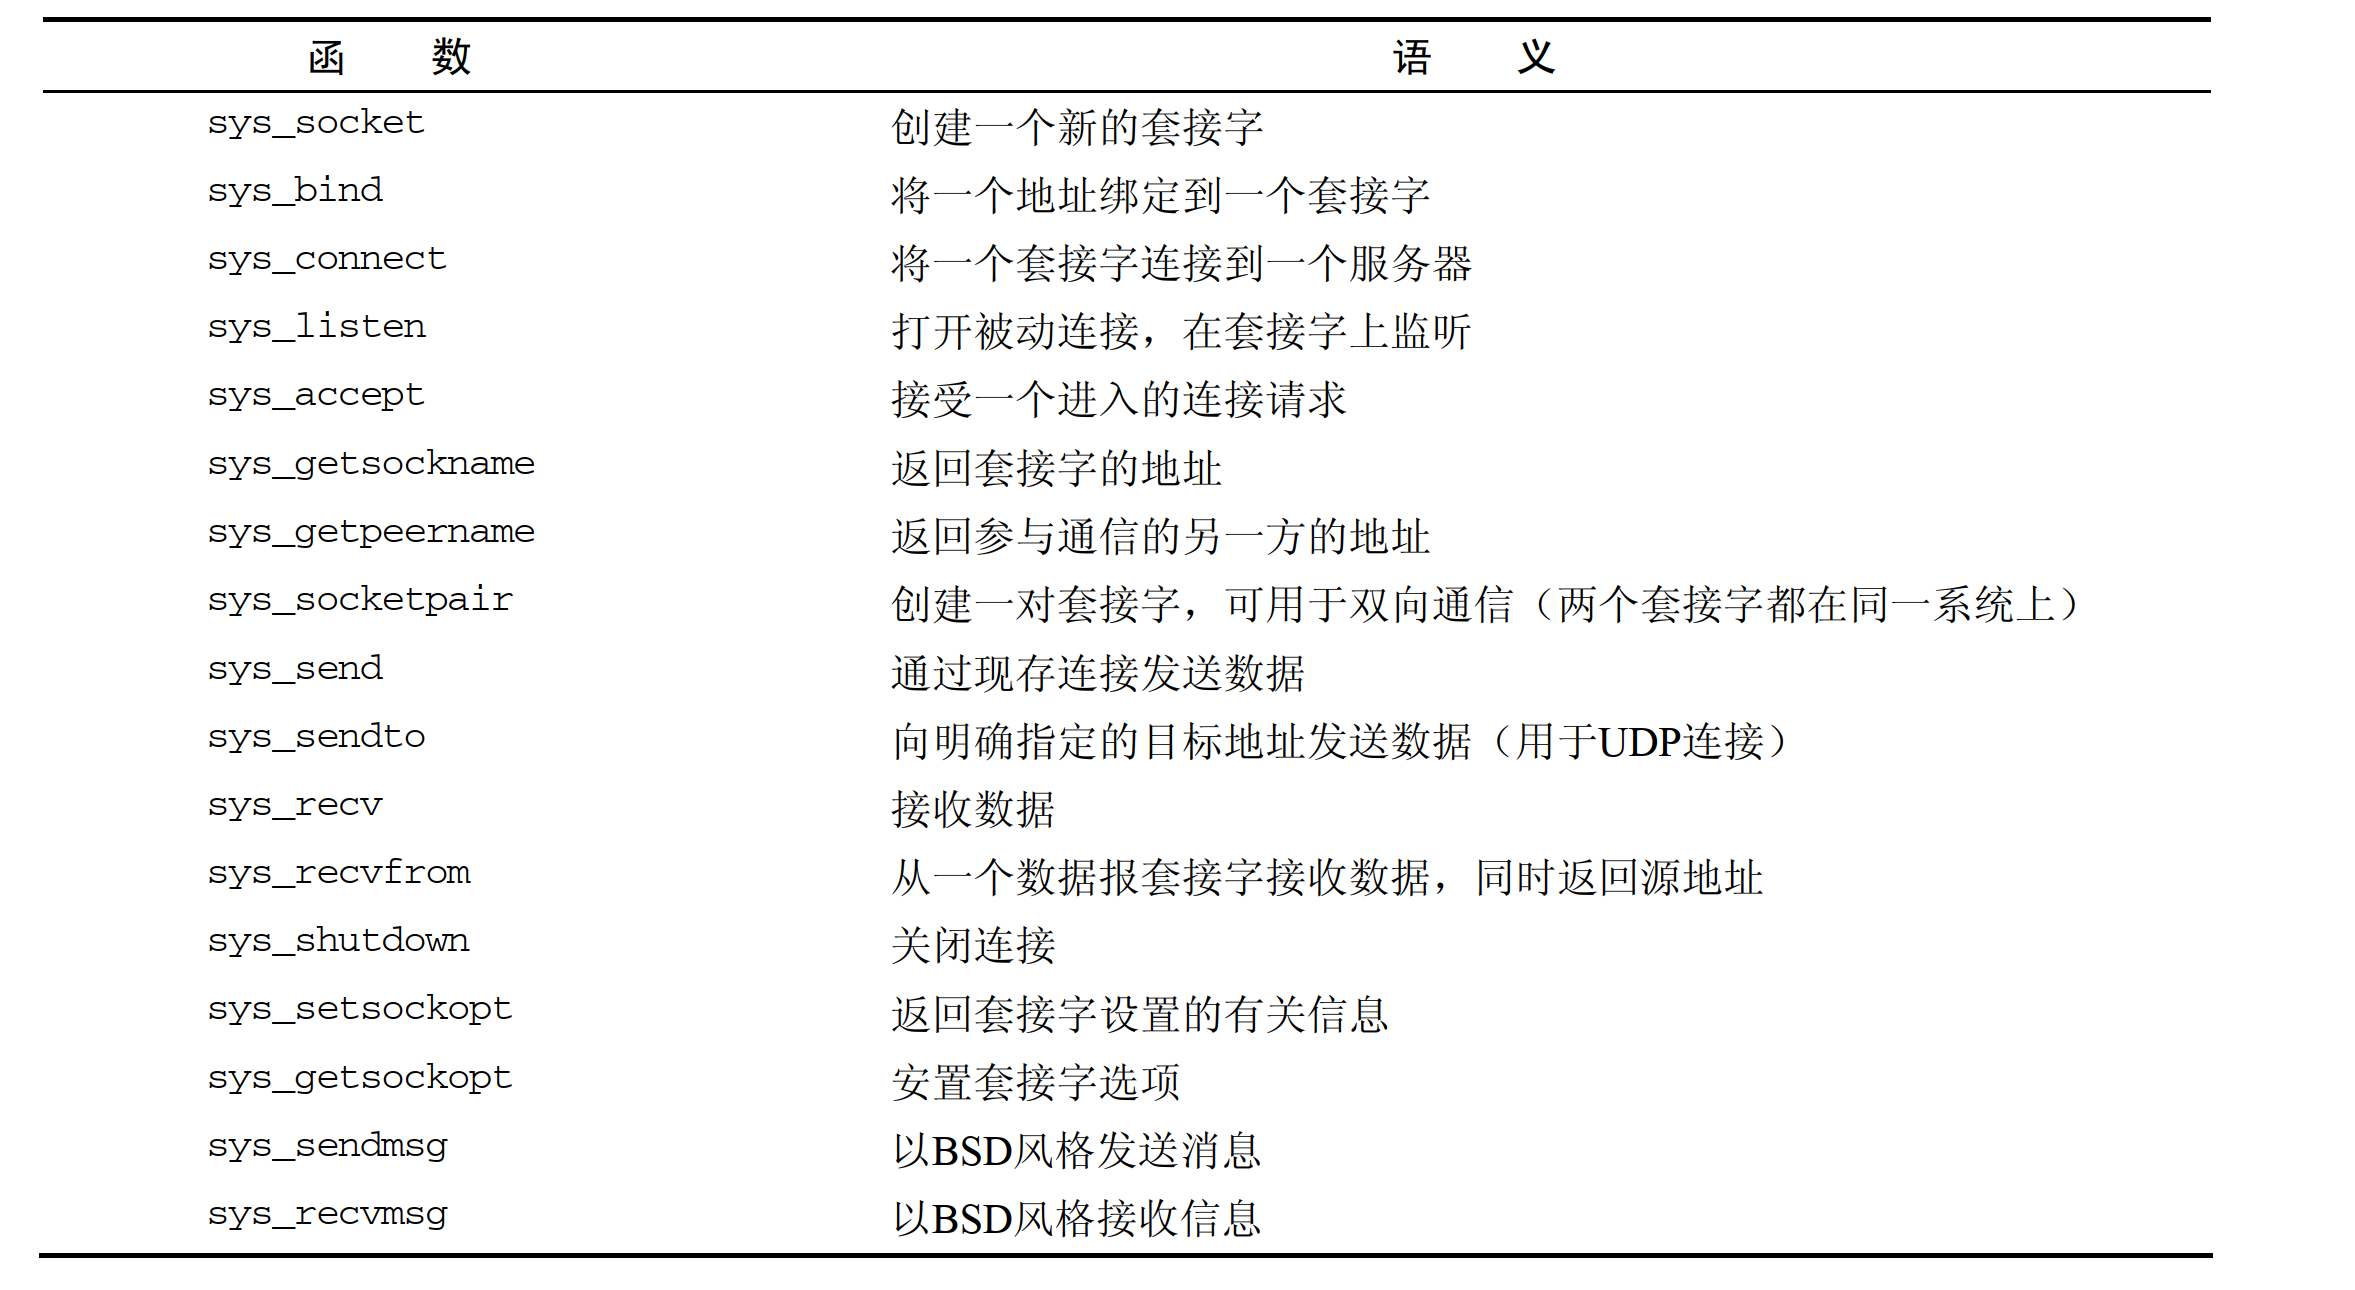 函 数 语 义
sys_socket 创建一个新的套接字
sys_bind 将一个地址绑定到一个套接字
sys_connect 将一个套接字连接到一个服务器
sys_listen 打开被动连接，在套接字上监听
sys_accept 接受一个进入的连接请求
sys_getsockname 返回套接字的地址
sys_getpeername 返回参与通信的另一方的地址
sys_socketpair 创建一对套接字，可用于双向通信（两个套接字都在同一系统上）
sys_send 通过现存连接发送数据
sys_sendto 向明确指定的目标地址发送数据（用于UDP连接）
sys_recv 接收数据
sys_recvfrom 从一个数据报套接字接收数据，同时返回源地址
sys_shutdown 关闭连接
sys_setsockopt 返回套接字设置的有关信息
sys_getsockopt 安置套接字选项
sys_sendmsg 以BSD风格发送消息
sys_recvmsg 以BSD风格接收信息